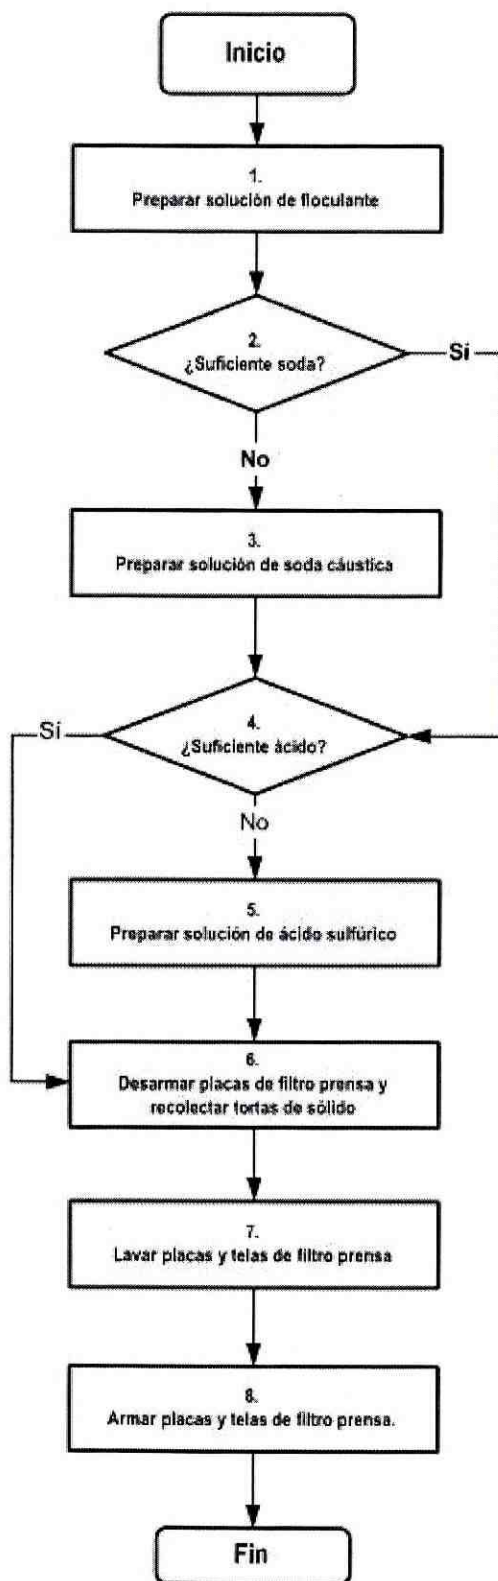 Inicio
1.
Preparar solución de floculante
2.
¿Suficiente soda?
Sí
No
3.
Preparar solución de soda cáustica
4.
¿Suficiente ácido?
Sí
No
5.
Preparar solución de ácido sulfúrico
6.
Desarmar placas de filtro prensa y
recolectar tortas de sólido
7.
Lavar placas y telas de filtro prensa
8.
Armar placas y telas de filtro prensa.
Fin